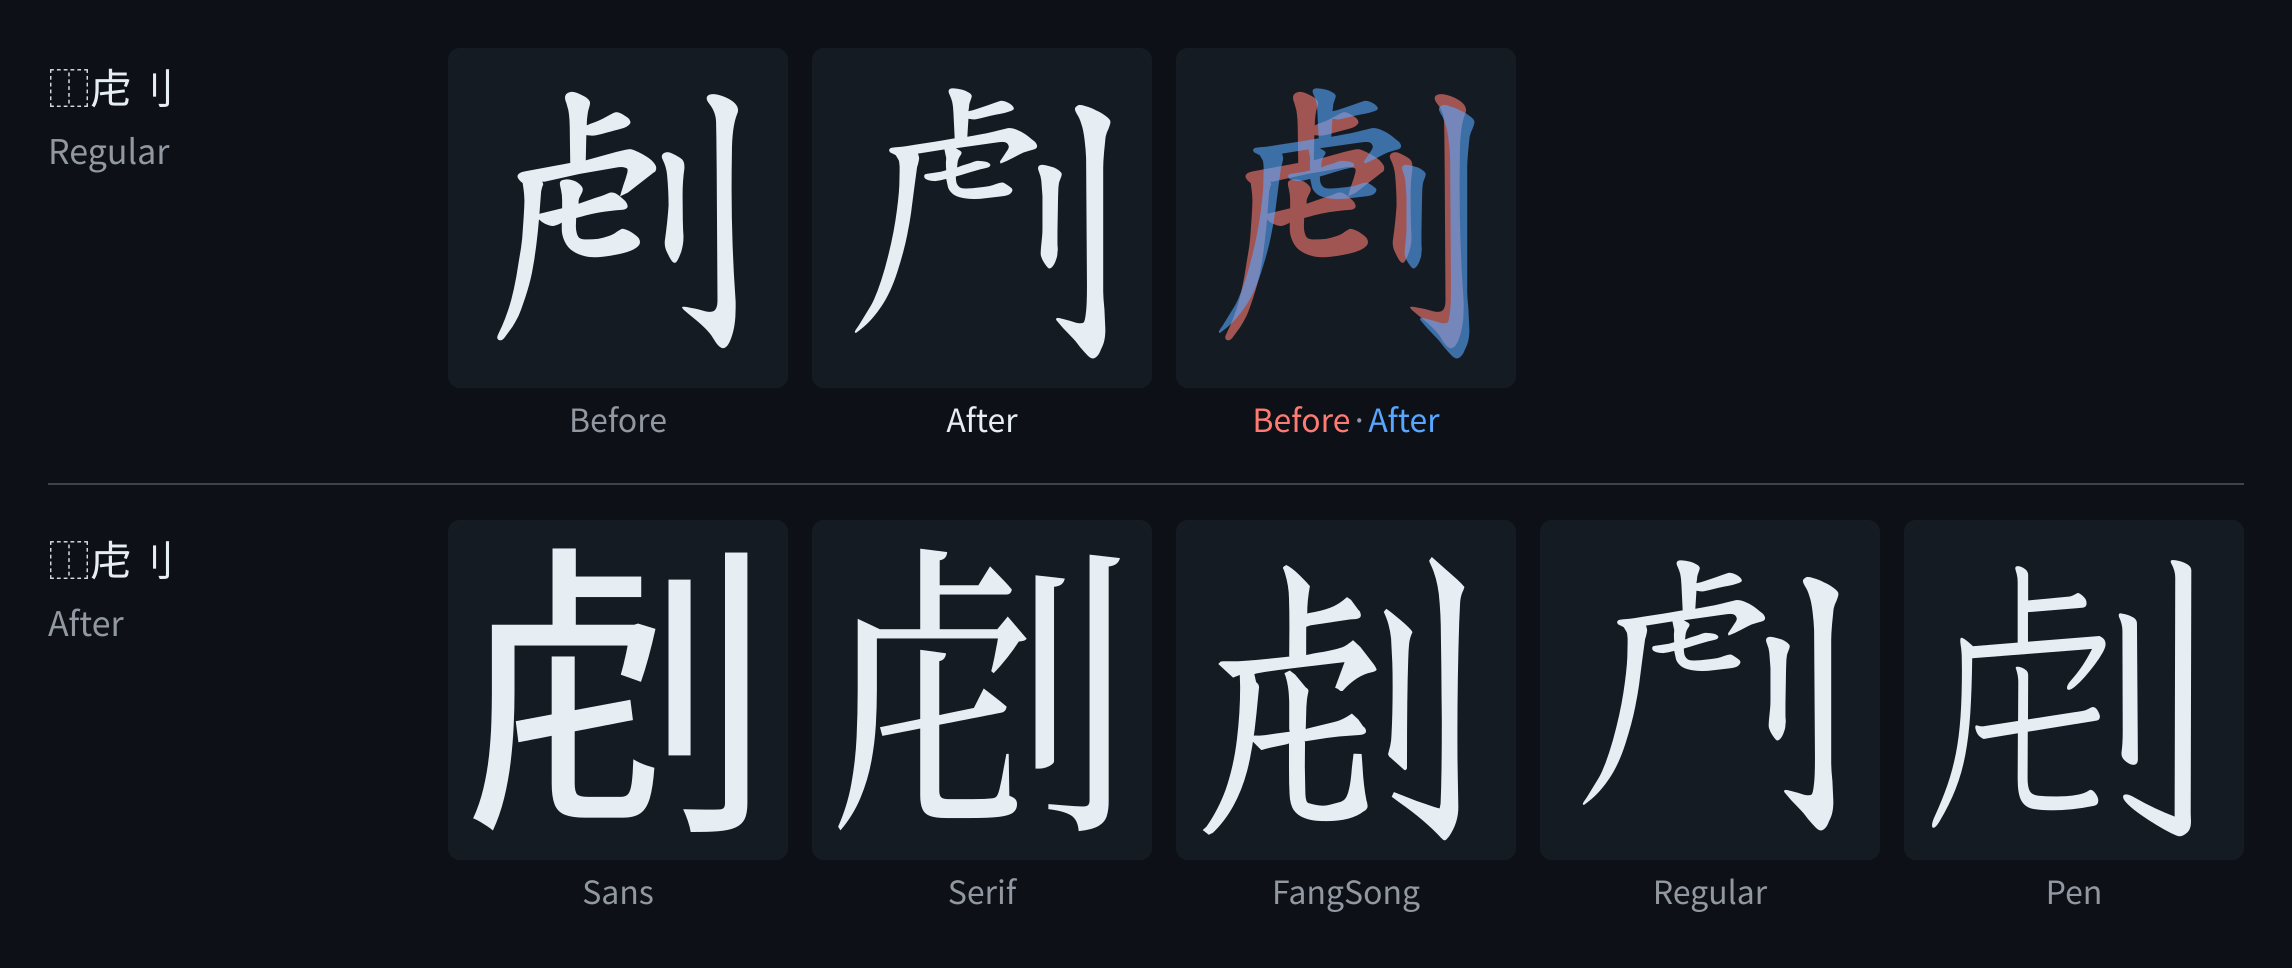 ⿰虍刂
Regular
Before
After
Before·After
⿰虍刂
After
Sans
Serif
FangSong
Regular
Pen